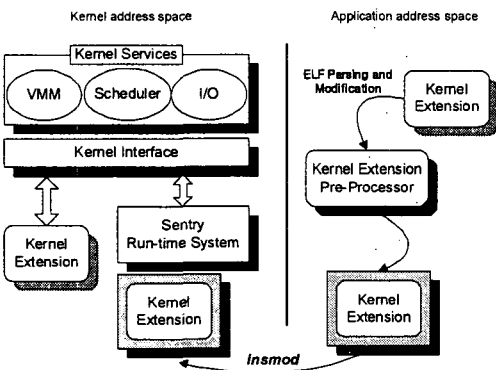 Kernel address space
Application address space
Kernel Services
VMM
Scheduler
I/O
Kernel Interface
Kernel
Extension
Sentry
Run-time System
Kernel
Extension
ELF Parsing and
Modification
Kernel
Extension
Kernel Extension
Pre-Processor
Kernel
Extension
insmod